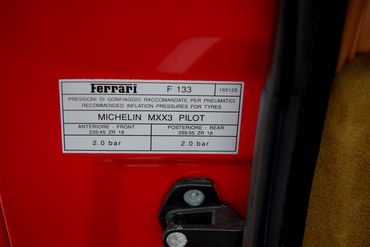 Ferrari F 133 165125
PRESSIONI DI GONFIAGGIO RACCOMANDATE PER PNEUMATICI
RECOMMENDED INFLATION PRESSURES FOR TYRES
MICHELIN MXX3 PILOT
ANTERIORE - FRONT POSTERIORE - REAR
235/45 ZR 18 295/35 ZR 18
2.0 bar 2.0 bar